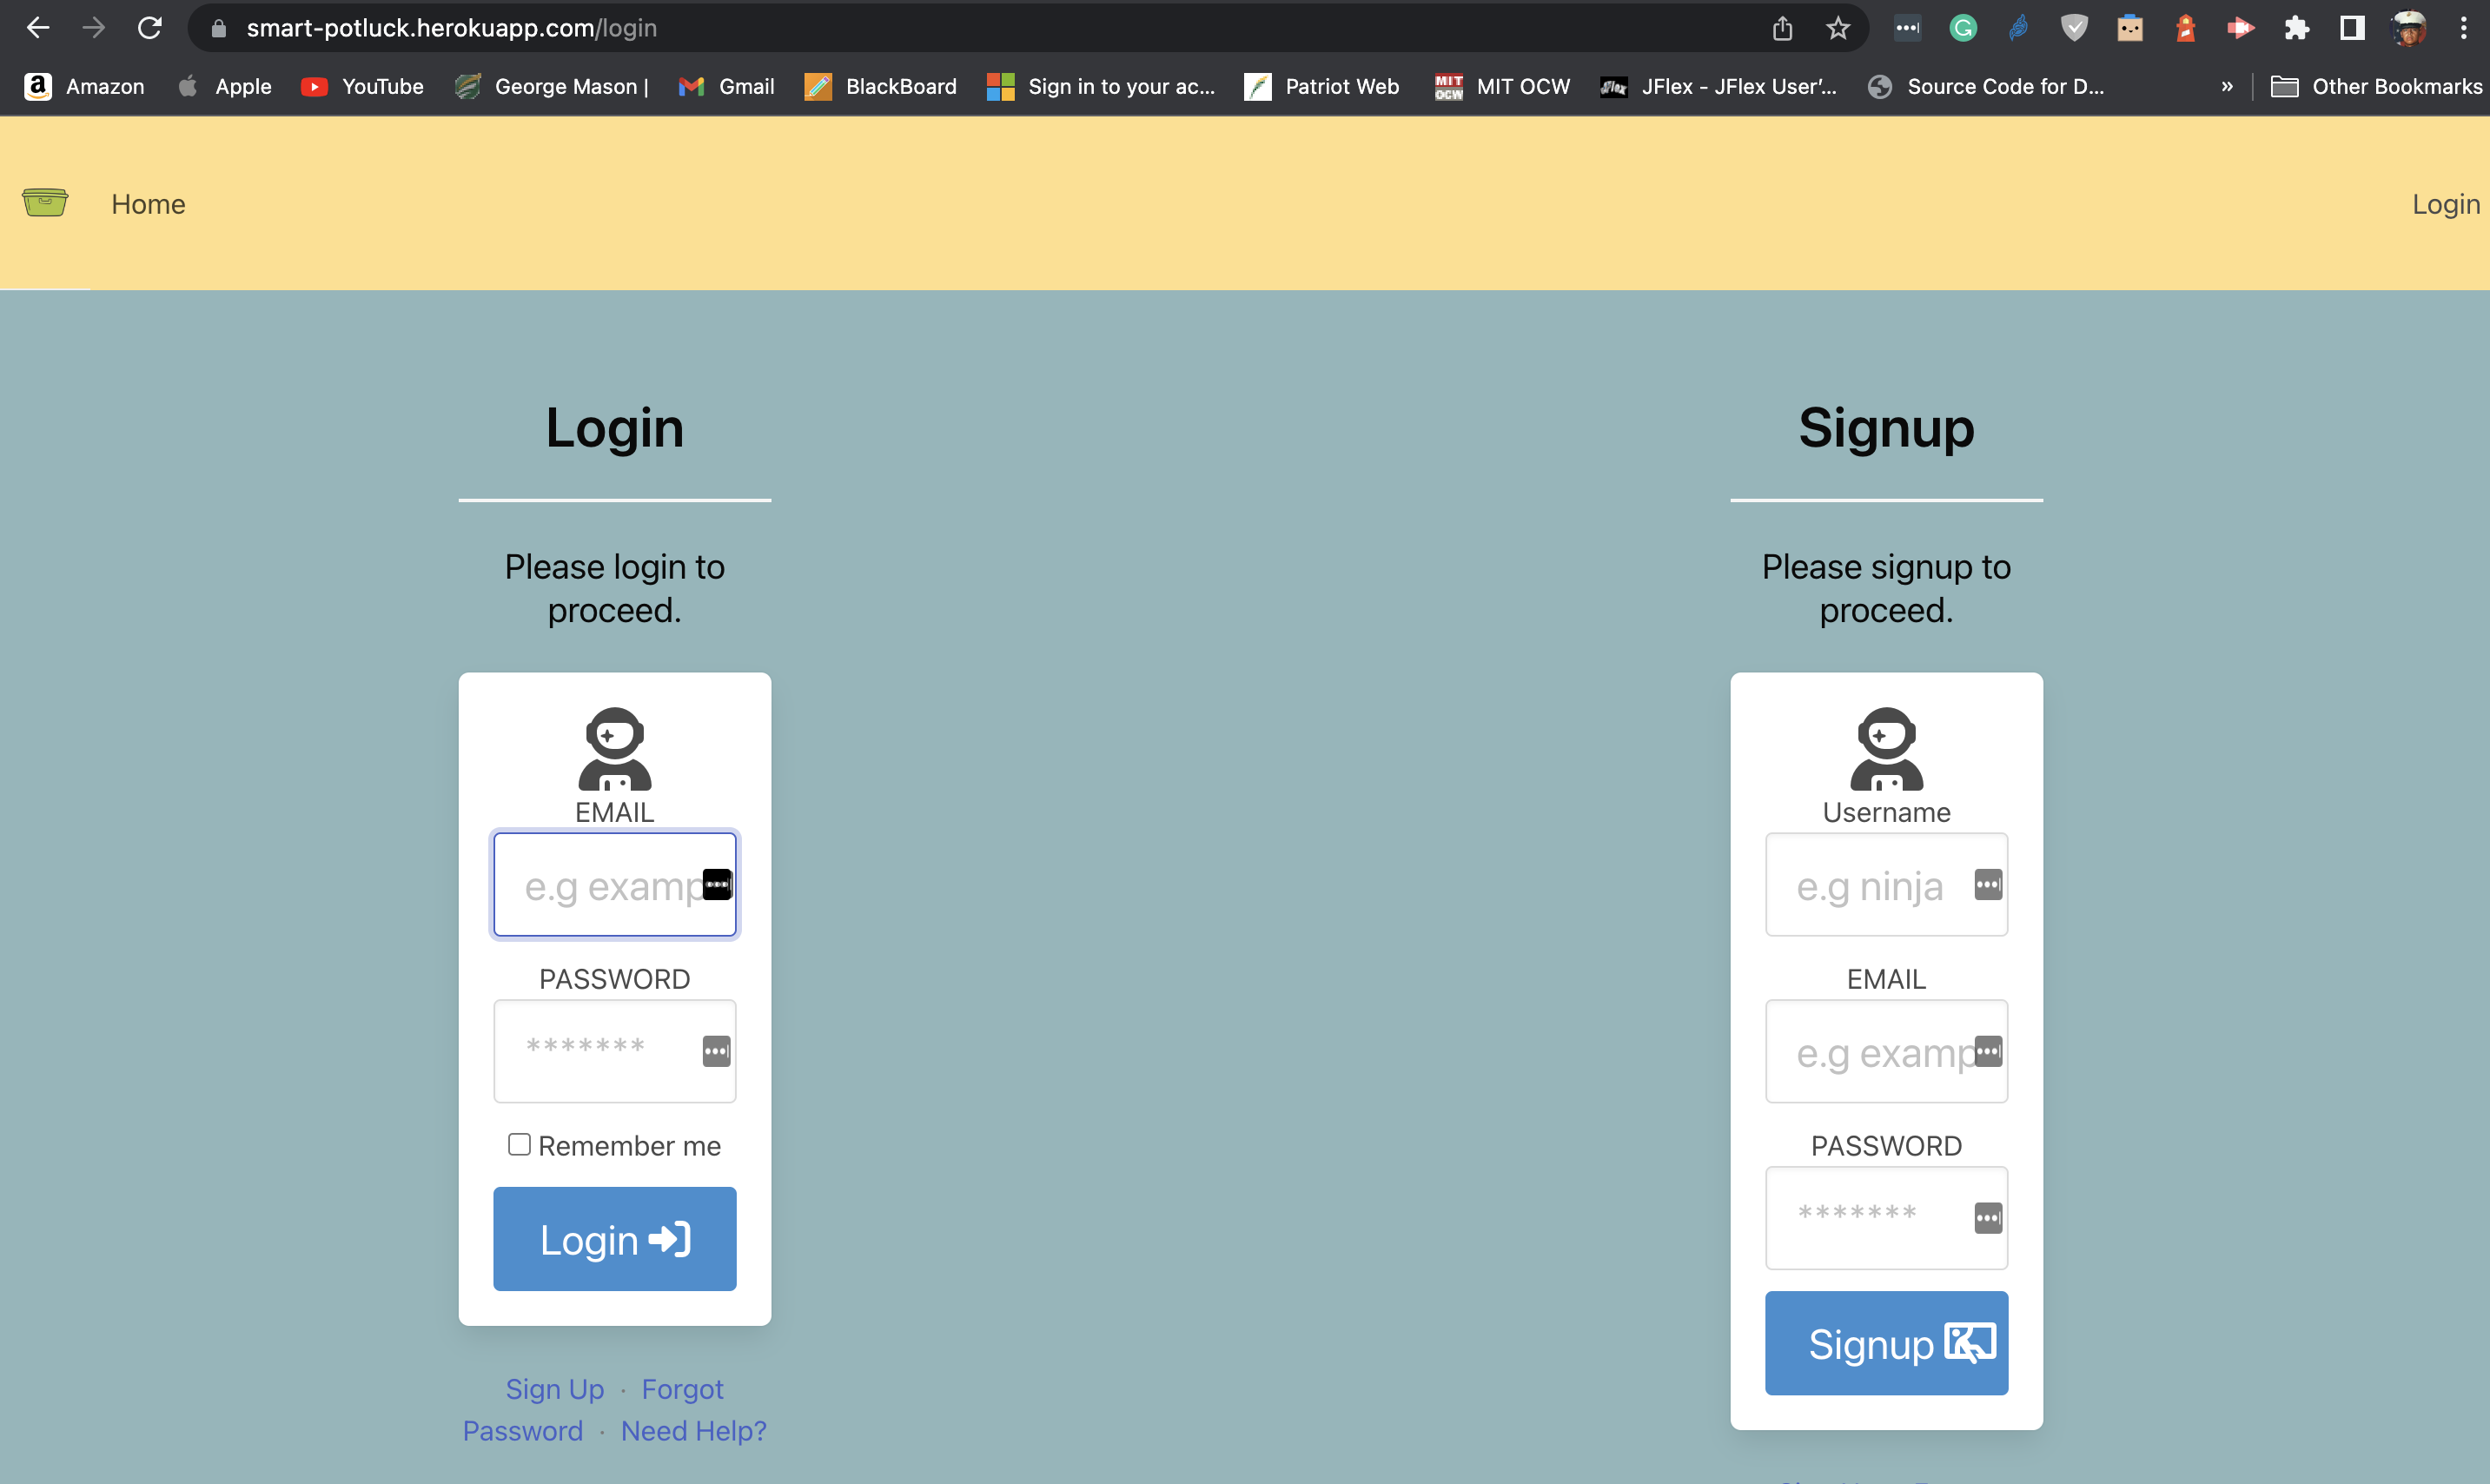 smart-potluck.herokuapp.com/login
Amazon
Apple
YouTube
George Mason |
Gmail
BlackBoard
Sign in to your ac...
Patriot Web
MIT OCW
JFlex - JFlex User'...
Source Code for D...
»
Other Bookmarks
Home
Login
Login
Please login to
proceed.
EMAIL
e.g examp
PASSWORD
*******
Remember me
Login
Sign Up · Forgot
Password · Need Help?
Signup
Please signup to
proceed.
Username
e.g ninja
EMAIL
e.g examp
PASSWORD
*******
Signup